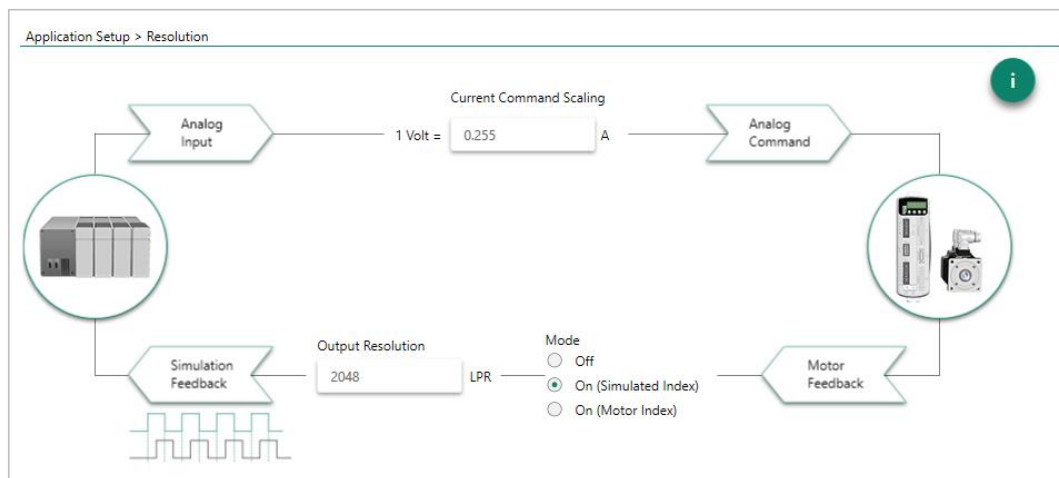 Application Setup > Resolution
i
Current Command Scaling
Analog
Input
1 Volt =
0.255
A
Analog
Command
Simulation
Feedback
Output Resolution
2048
LPR
Mode
Off
On (Simulated Index)
On (Motor Index)
Motor
Feedback